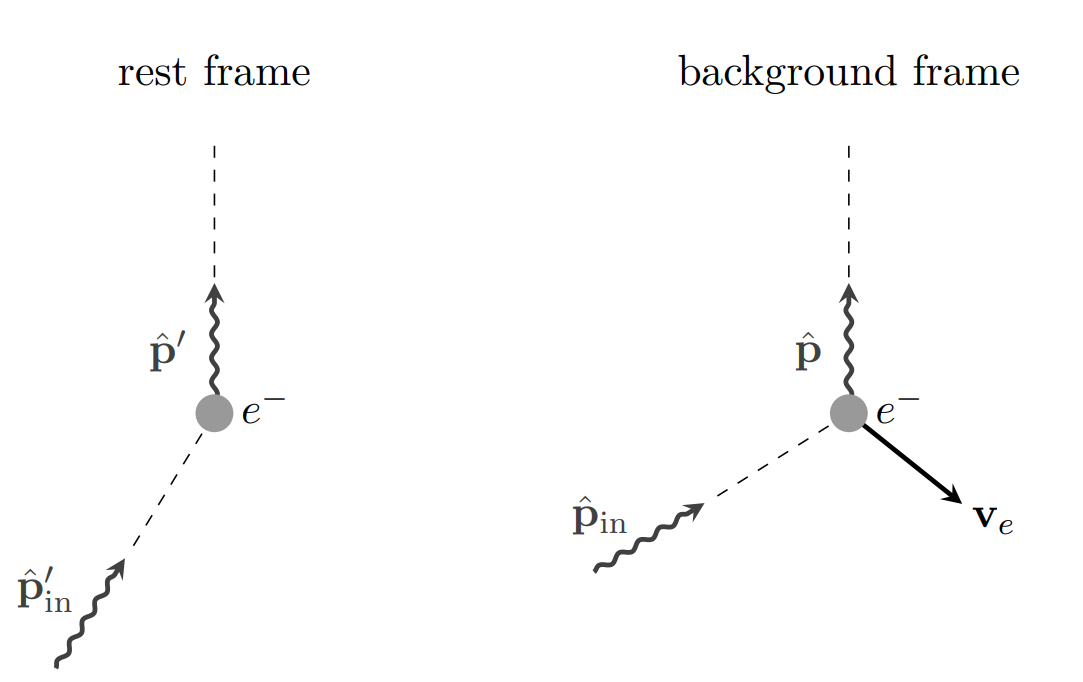 rest frame
p̂′
e⁻
p̂′ᵢₙ
background frame
p̂
e⁻
p̂ᵢₙ
vₑ